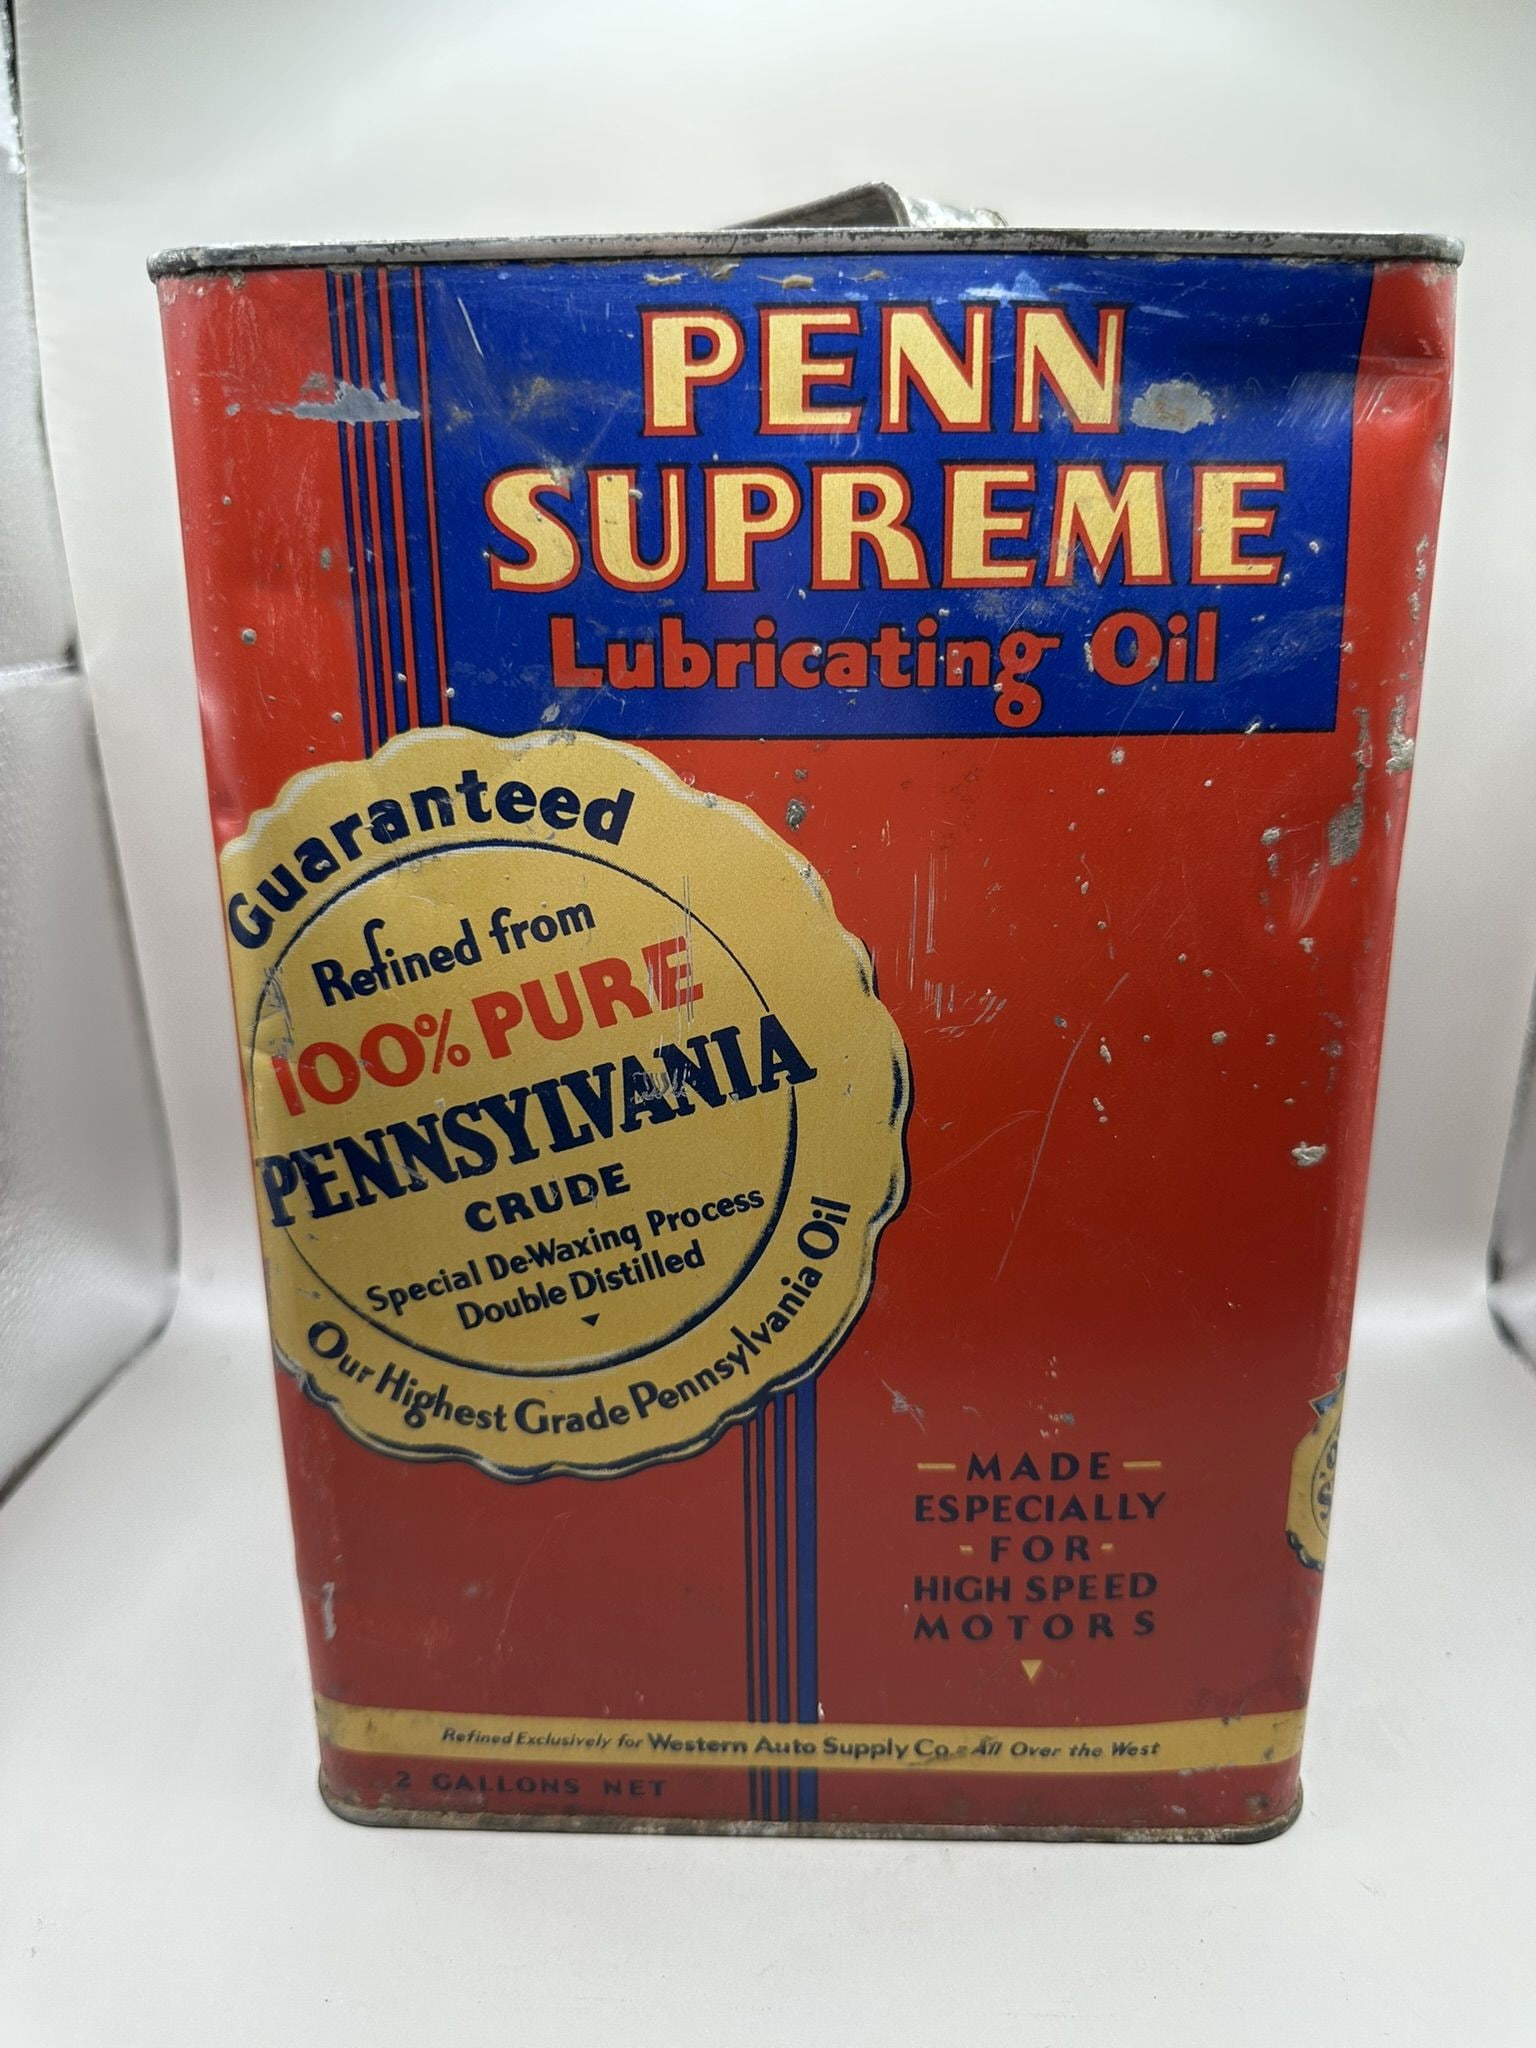 PENN
SUPREME
Lubricating Oil
Guaranteed
Refined from
100% PURE
PENNSYLVANIA
CRUDE
Special De-Waxing Process
Double Distilled
Our Highest Grade Pennsylvania Oil
— MADE —
ESPECIALLY
- FOR -
HIGH SPEED
MOTORS
Refined Exclusively for Western Auto Supply Co. - All Over the West
2 GALLONS NET